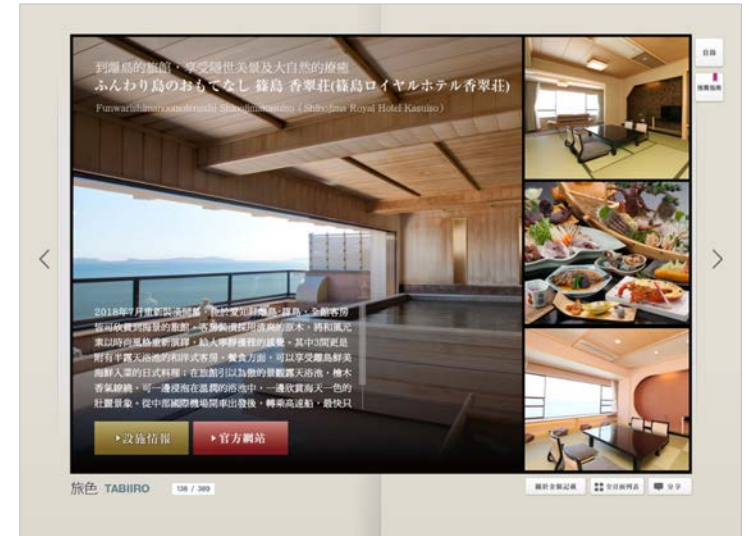 到離島的旅館，享受隱世美景及大自然的療癒
ふんわり島のおもてなし 篠島 香翠荘(篠島ロイヤルホテル香翠荘)
Funwarishimanoomotenashi Shinojimakasuiso ( Shinojima Royal Hotel Kasuiso )
目錄
推薦指南
2018年7月重新裝潢開幕，位於愛知縣離島-篠島，全館客房
皆可欣賞到海景的旅館。客房裝潢採用清爽的原木，將和風元
素以時尚風格重新演繹，給人寧靜優雅的感覺。其中3間更是
附有半露天浴池的和洋式客房。餐食方面，可以享受離島鮮美
海鮮入菜的日式料理；在旅館引以為傲的景觀露天浴池，檜木
香氣繚繞，可一邊浸泡在溫潤的浴池中，一邊欣賞海天一色的
壯麗景象。從中部國際機場開車出發後，轉乘高速船，最快只
設施情報
官方網站
旅色 TABIIRO
138 / 389
關於金額記載
全頁面列表
分享